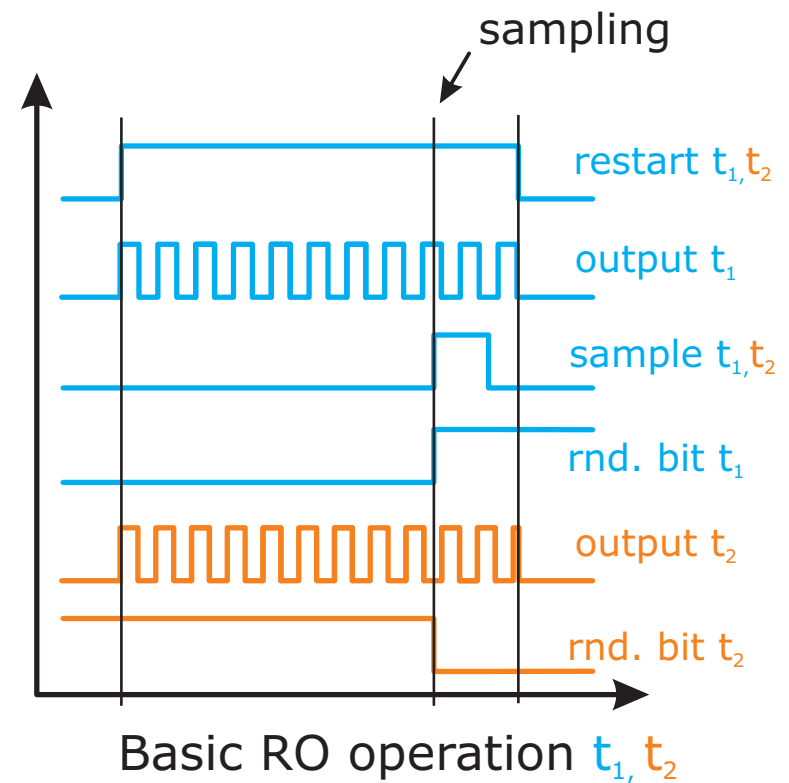 sampling
restart t₁,t₂
output t₁
sample t₁,t₂
rnd. bit t₁
output t₂
rnd. bit t₂
Basic RO operation t₁, t₂